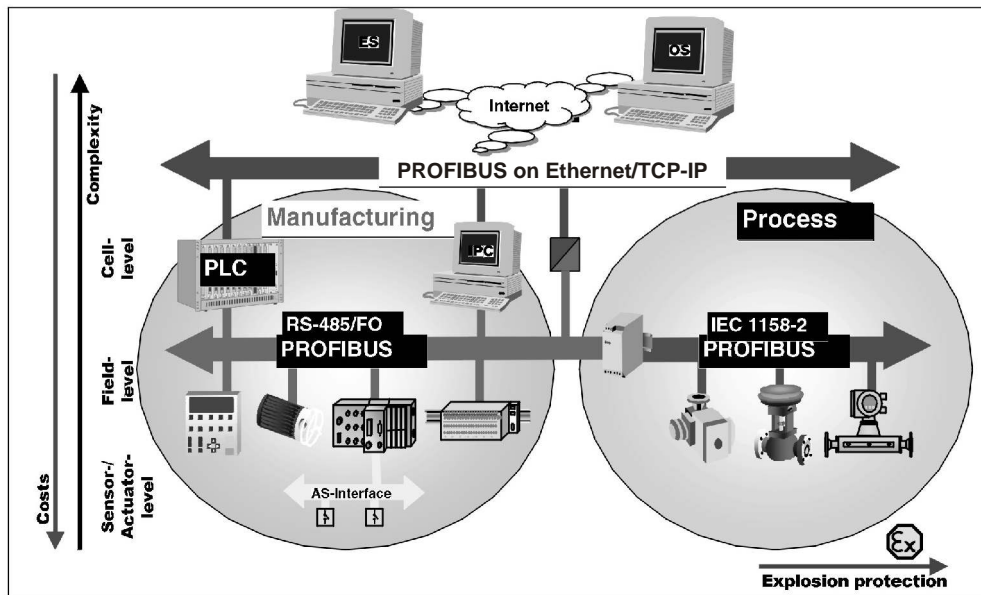 ES
OS
Internet
Complexity
PROFIBUS on Ethernet/TCP-IP
Manufacturing
Process
Cell-
level
PLC
IPC
RS-485/FO
PROFIBUS
IEC 1158-2
PROFIBUS
Field-
level
Costs
Sensor-/
Actuator-
level
AS-Interface
Ex
Explosion protection